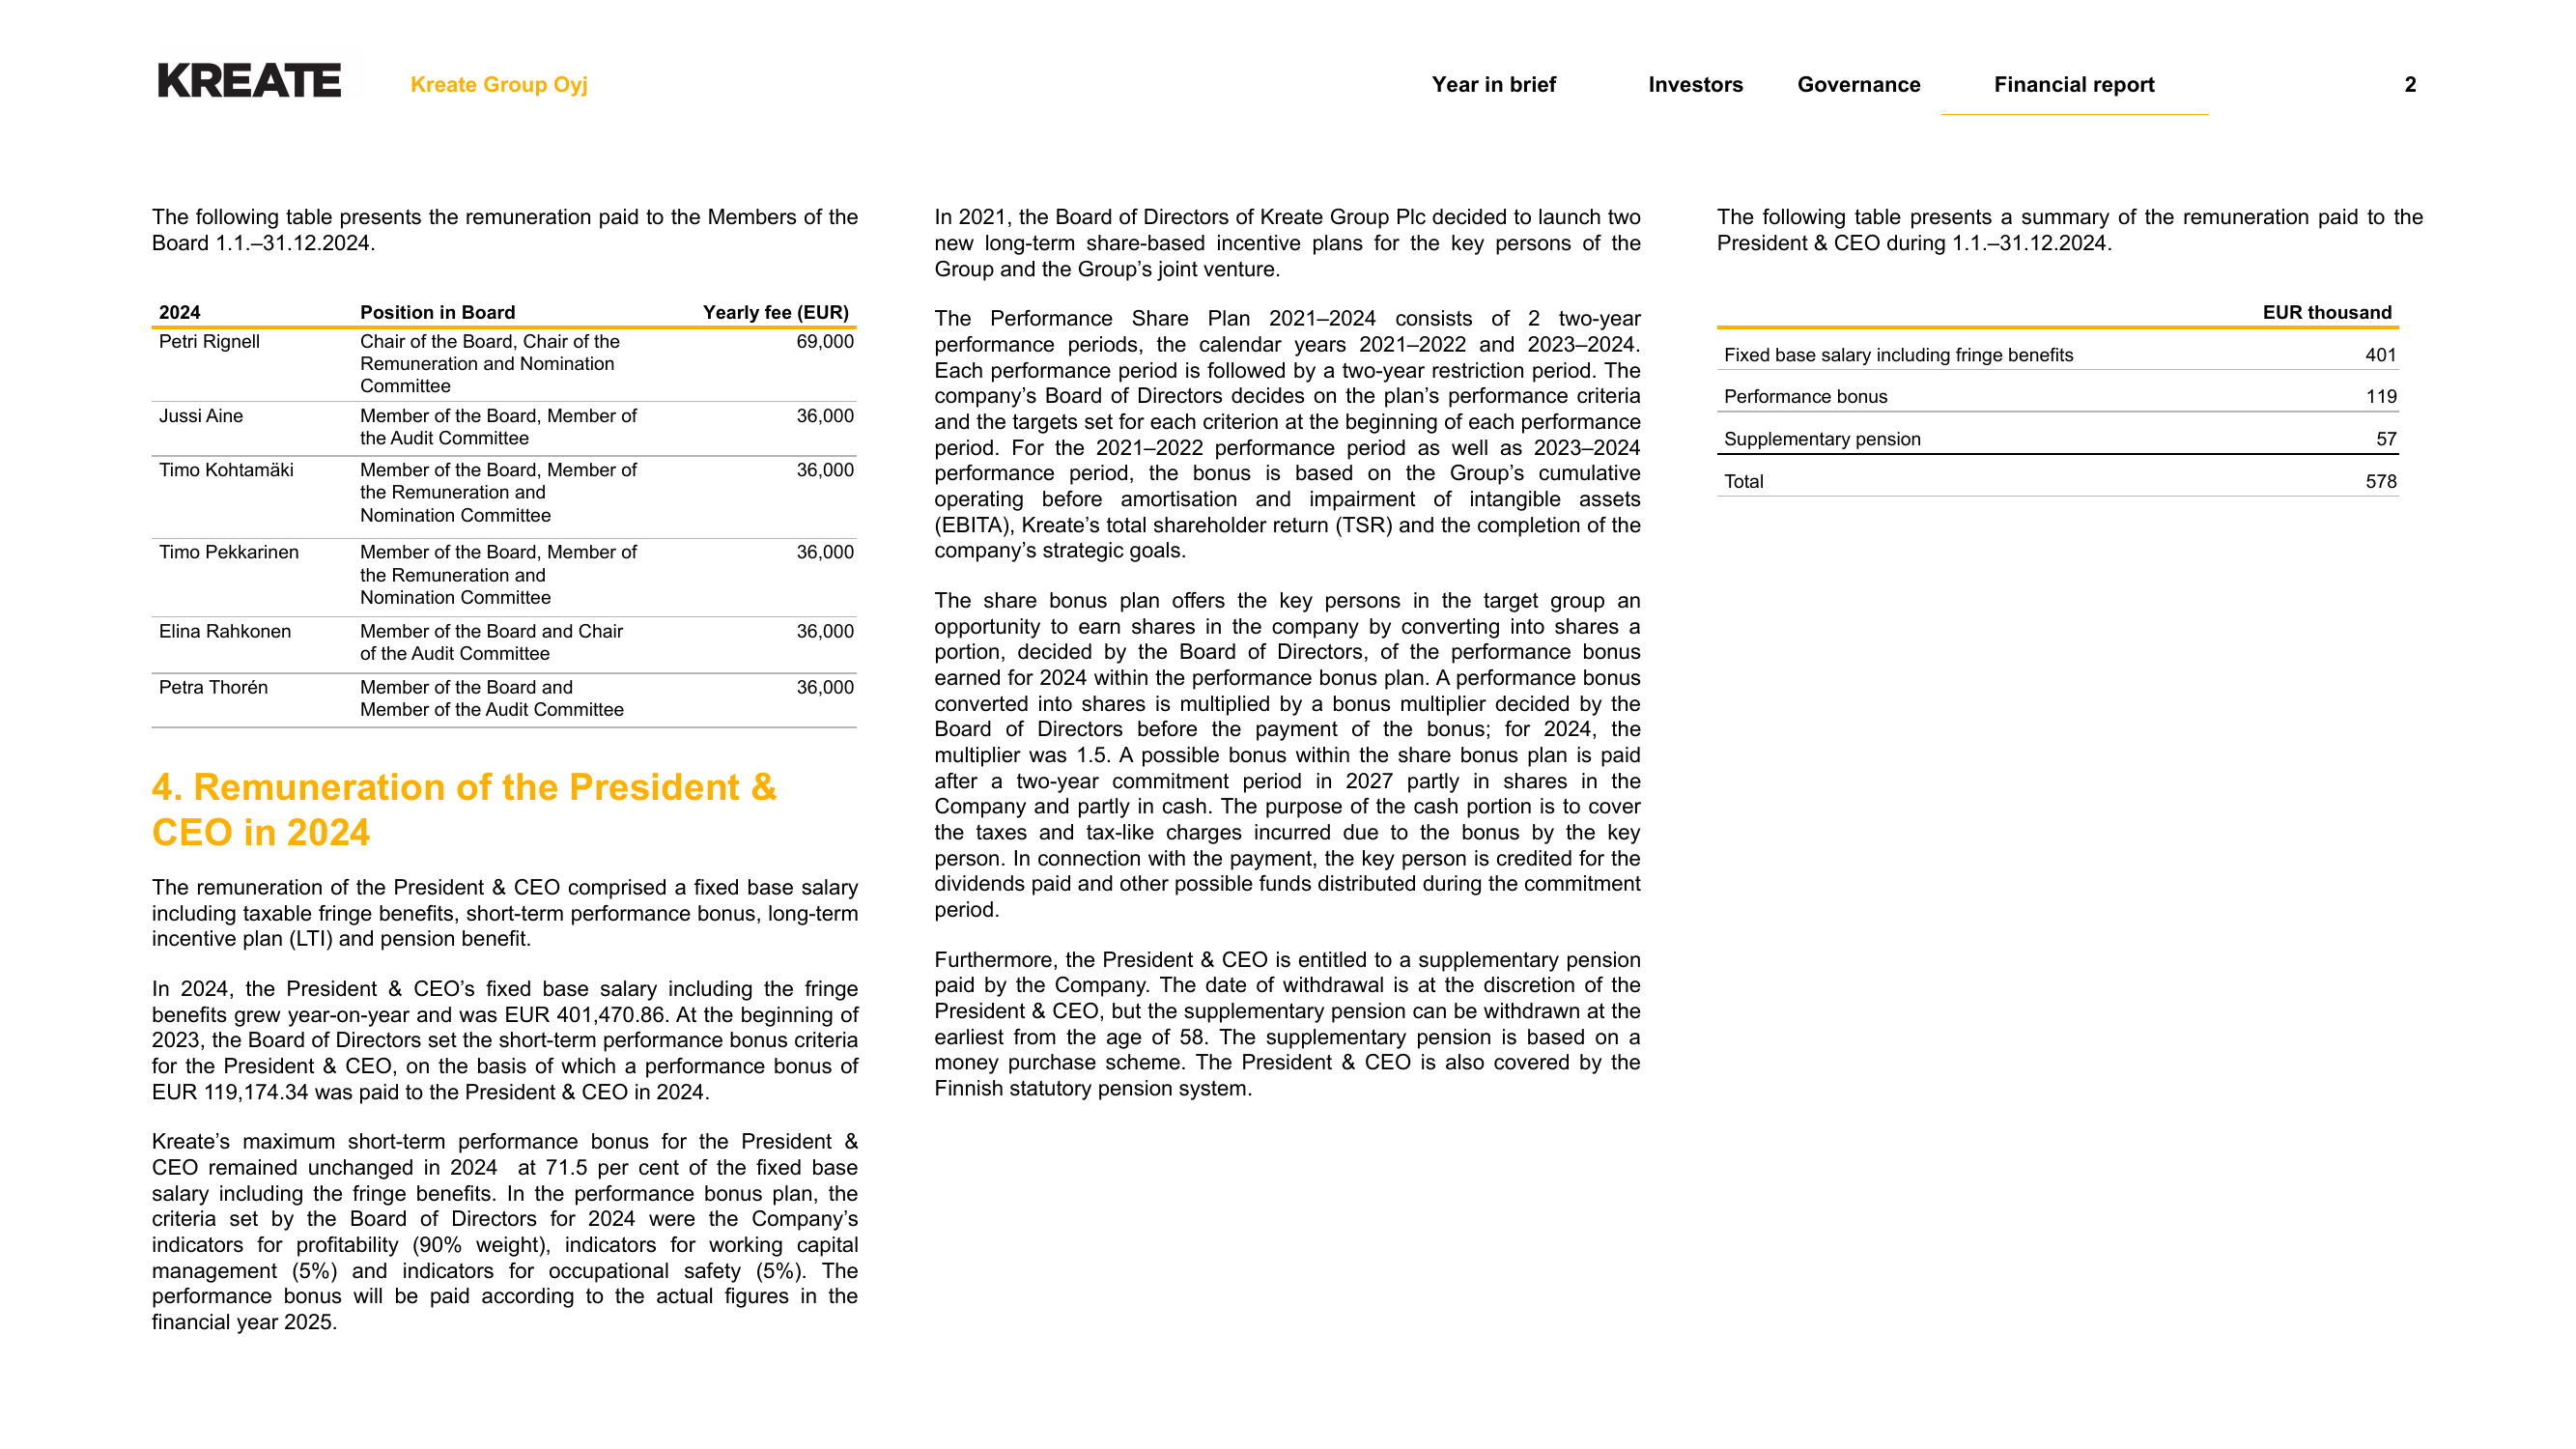 KREATE
Kreate Group Oyj
Year in brief
Investors
Governance
Financial report
2
The following table presents the remuneration paid to the Members of the
Board 1.1.–31.12.2024.
2024 Position in Board Yearly fee (EUR)
Petri Rignell Chair of the Board, Chair of the 69,000
Remuneration and Nomination
Committee
Jussi Aine Member of the Board, Member of 36,000
the Audit Committee
Timo Kohtamäki Member of the Board, Member of 36,000
the Remuneration and
Nomination Committee
Timo Pekkarinen Member of the Board, Member of 36,000
the Remuneration and
Nomination Committee
Elina Rahkonen Member of the Board and Chair 36,000
of the Audit Committee
Petra Thorén Member of the Board and 36,000
Member of the Audit Committee
4. Remuneration of the President &
CEO in 2024
The remuneration of the President & CEO comprised a fixed base salary
including taxable fringe benefits, short-term performance bonus, long-term
incentive plan (LTI) and pension benefit.
In 2024, the President & CEO’s fixed base salary including the fringe
benefits grew year-on-year and was EUR 401,470.86. At the beginning of
2023, the Board of Directors set the short-term performance bonus criteria
for the President & CEO, on the basis of which a performance bonus of
EUR 119,174.34 was paid to the President & CEO in 2024.
Kreate’s maximum short-term performance bonus for the President &
CEO remained unchanged in 2024 at 71.5 per cent of the fixed base
salary including the fringe benefits. In the performance bonus plan, the
criteria set by the Board of Directors for 2024 were the Company’s
indicators for profitability (90% weight), indicators for working capital
management (5%) and indicators for occupational safety (5%). The
performance bonus will be paid according to the actual figures in the
financial year 2025.
In 2021, the Board of Directors of Kreate Group Plc decided to launch two
new long-term share-based incentive plans for the key persons of the
Group and the Group’s joint venture.
The Performance Share Plan 2021–2024 consists of 2 two-year
performance periods, the calendar years 2021–2022 and 2023–2024.
Each performance period is followed by a two-year restriction period. The
company’s Board of Directors decides on the plan’s performance criteria
and the targets set for each criterion at the beginning of each performance
period. For the 2021–2022 performance period as well as 2023–2024
performance period, the bonus is based on the Group’s cumulative
operating before amortisation and impairment of intangible assets
(EBITA), Kreate’s total shareholder return (TSR) and the completion of the
company’s strategic goals.
The share bonus plan offers the key persons in the target group an
opportunity to earn shares in the company by converting into shares a
portion, decided by the Board of Directors, of the performance bonus
earned for 2024 within the performance bonus plan. A performance bonus
converted into shares is multiplied by a bonus multiplier decided by the
Board of Directors before the payment of the bonus; for 2024, the
multiplier was 1.5. A possible bonus within the share bonus plan is paid
after a two-year commitment period in 2027 partly in shares in the
Company and partly in cash. The purpose of the cash portion is to cover
the taxes and tax-like charges incurred due to the bonus by the key
person. In connection with the payment, the key person is credited for the
dividends paid and other possible funds distributed during the commitment
period.
Furthermore, the President & CEO is entitled to a supplementary pension
paid by the Company. The date of withdrawal is at the discretion of the
President & CEO, but the supplementary pension can be withdrawn at the
earliest from the age of 58. The supplementary pension is based on a
money purchase scheme. The President & CEO is also covered by the
Finnish statutory pension system.
The following table presents a summary of the remuneration paid to the
President & CEO during 1.1.–31.12.2024.
EUR thousand
Fixed base salary including fringe benefits 401
Performance bonus 119
Supplementary pension 57
Total 578